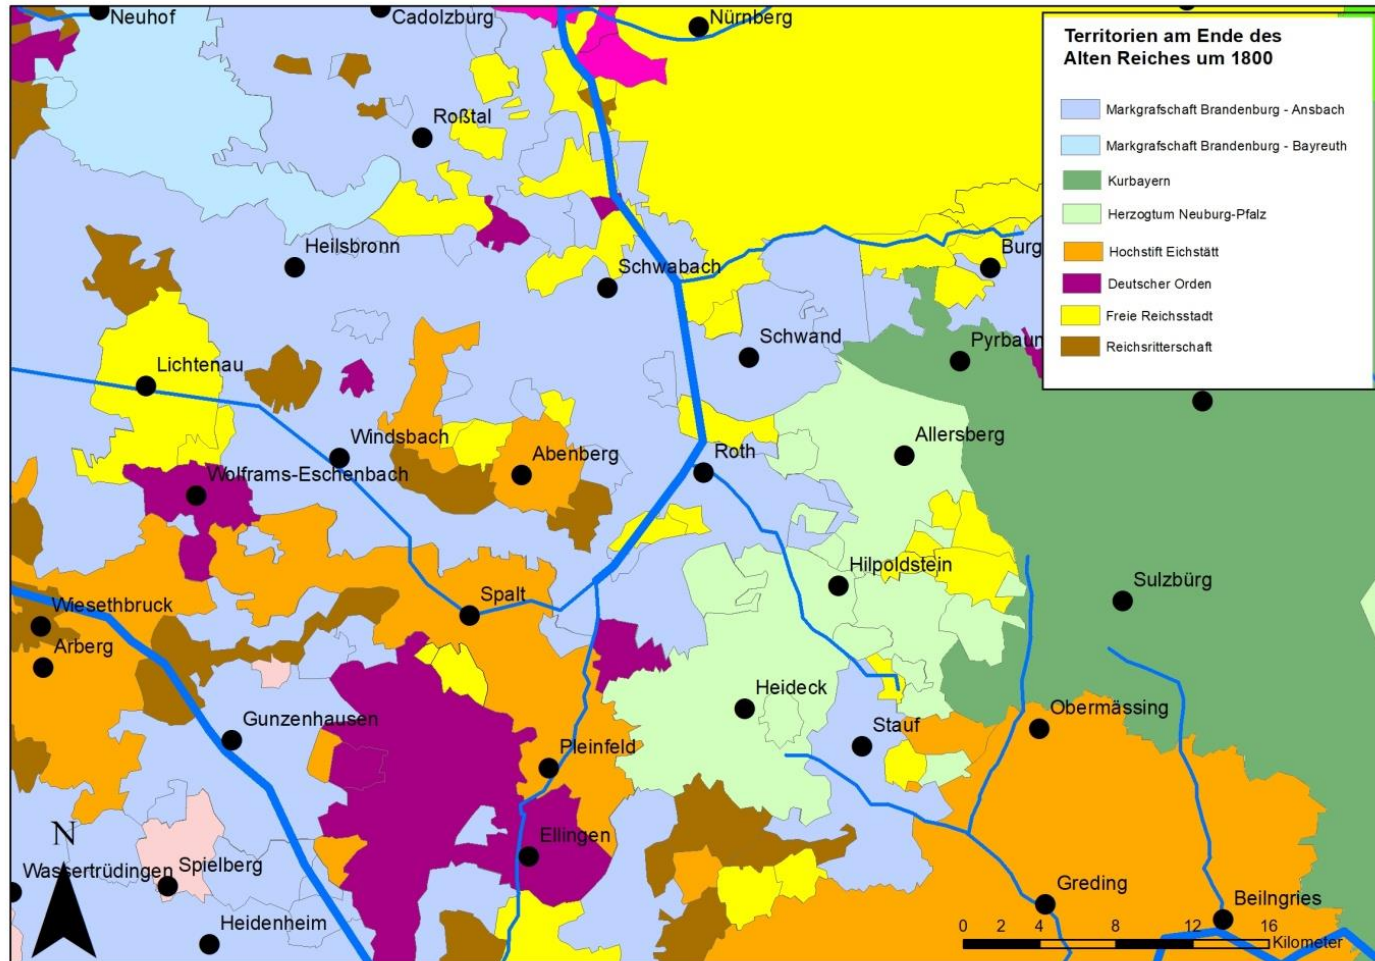 Neuhof
Cadolzburg
Nürnberg
Territorien am Ende des
Alten Reiches um 1800
Markgrafschaft Brandenburg - Ansbach
Markgrafschaft Brandenburg - Bayreuth
Kurbayern
Herzogtum Neuburg-Pfalz
Hochstift Eichstätt
Deutscher Orden
Freie Reichsstadt
Reichsritterschaft
Roßtal
Heilsbronn
Schwabach
Burg
Schwand
Pyrbaun
Lichtenau
Allersberg
Windsbach
Abenberg
Roth
Wolframs-Eschenbach
Hilpoldstein
Sulzbürg
Spalt
Wiesethbruck
Arberg
Heideck
Obermässing
Gunzenhausen
Stauf
Pleinfeld
N
Ellingen
Wassertrüdingen
Spielberg
Greding
Beilngries
Heidenheim
0 2 4 8 12 16
Kilometer